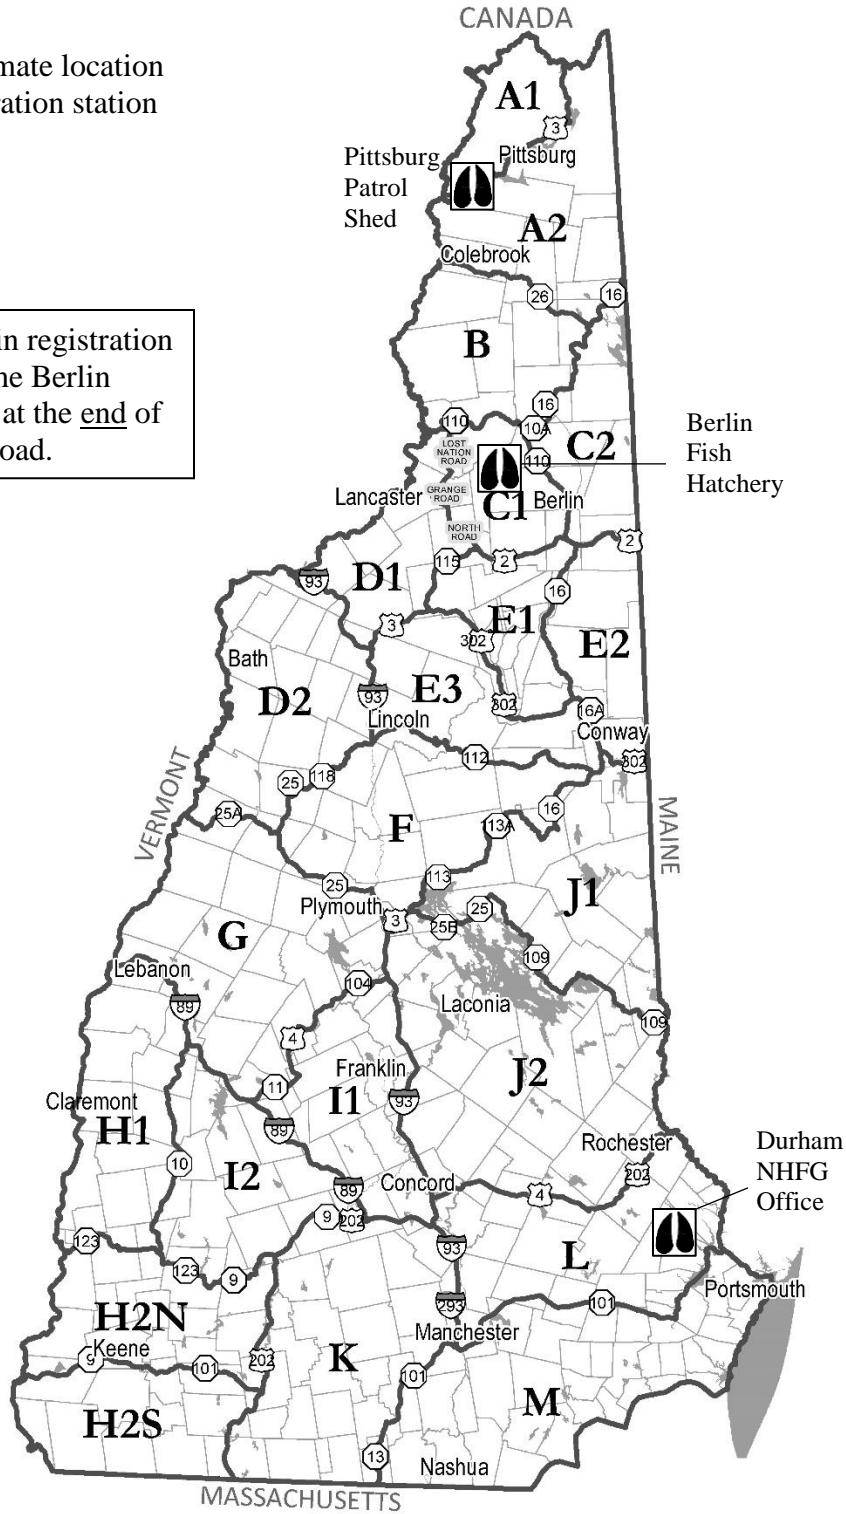 CANADA
mate location
ration station
A1
3
Pittsburg
Pittsburg
Patrol
Shed
A2
Colebrook
26
16
in registration
he Berlin
at the end of
oad.
B
16
110
10A
LOST
NATION
ROAD
C2
110
Berlin
Fish
Hatchery
Lancaster
GRANGE
ROAD
C1
Berlin
NORTH
ROAD
2
115
2
93
D1
16
3
E1
302
E2
Bath
D2
93
E3
302
16A
Lincoln
Conway
112
302
118
25
VERMONT
MAINE
25A
16
F
113A
113
25
J1
Plymouth
3
25
25B
G
109
Lebanon
104
89
Laconia
109
4
Franklin
J2
11
I1
93
Claremont
H1
89
Rochester
Durham
NHFG
Office
10
I2
Concord
202
89
4
9
202
123
93
L
123
9
Portsmouth
293
101
H2N
Manchester
Keene
9
K
202
101
101
M
H2S
13
Nashua
MASSACHUSETTS